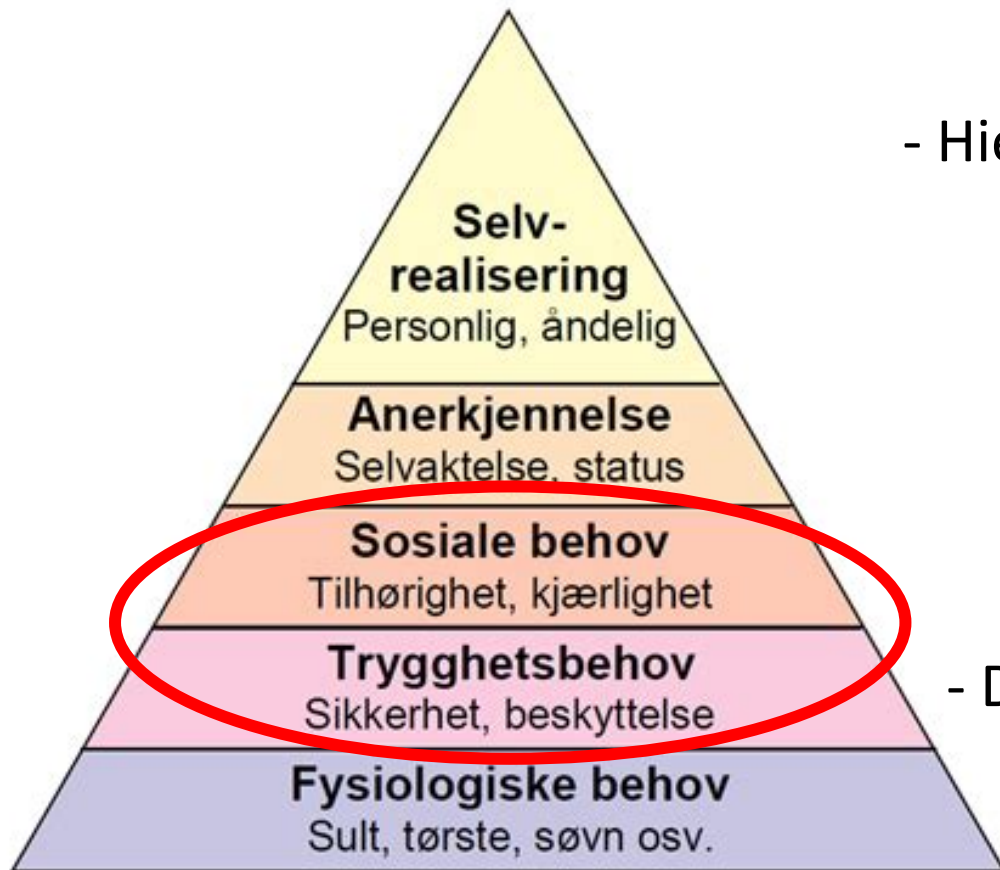 - Hie
Selv-
realisering
Personlig, åndelig
Anerkjennelse
Selvaktelse, status
Sosiale behov
Tilhørighet, kjærlighet
Trygghetsbehov
Sikkerhet, beskyttelse
- D
Fysiologiske behov
Sult, tørste, søvn osv.